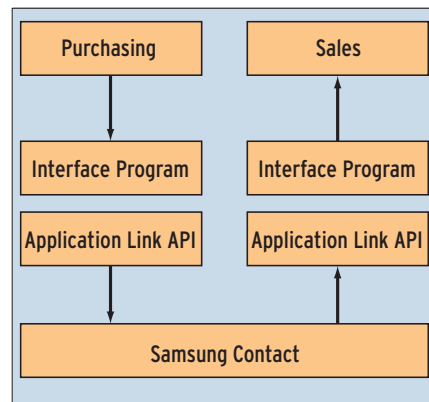 Purchasing
Sales
Interface Program
Interface Program
Application Link API
Application Link API
Samsung Contact